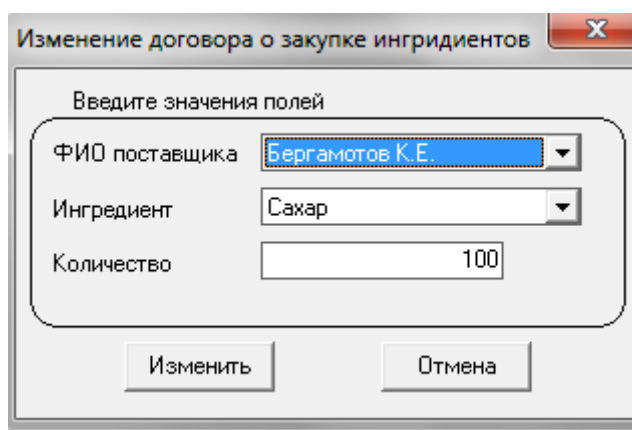 Изменение договора о закупке ингридиентов
Введите значения полей
ФИО поставщика Бергамотов К.Е.
Ингредиент Сахар
Количество 100
Изменить Отмена